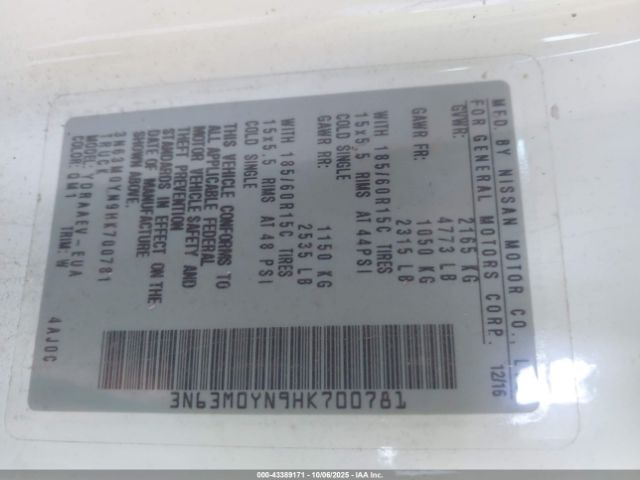 MFD. BY NISSAN MOTOR CO., L
FOR GENERAL MOTORS CORP. 12/16
GVWR: 2165 KG
4773 LB
GAWR FR: 1050 KG
2315 LB
WITH 185/60R15C TIRES
15x5.5 RIMS AT 44PSI
COLD SINGLE
GAWR RR: 1150 KG
2535 LB
WITH 185/60R15C TIRES
15x5.5 RIMS AT 48 PSI
COLD SINGLE
THIS VEHICLE CONFORMS TO
ALL APPLICABLE FEDERAL
MOTOR VEHICLE SAFETY AND
THEFT PREVENTION
STANDARDS IN EFFECT ON THE
DATE OF MANUFACTURE
SHOWN ABOVE.
3N63M0YN9HK700781
TRUCK
MODEL: YDRAAEV-EUA
COLOR: QM1 TRIM: W
4AJ0C
3N63M0YN9HK700781
000-43389171 - 10/06/2025 - IAA Inc.